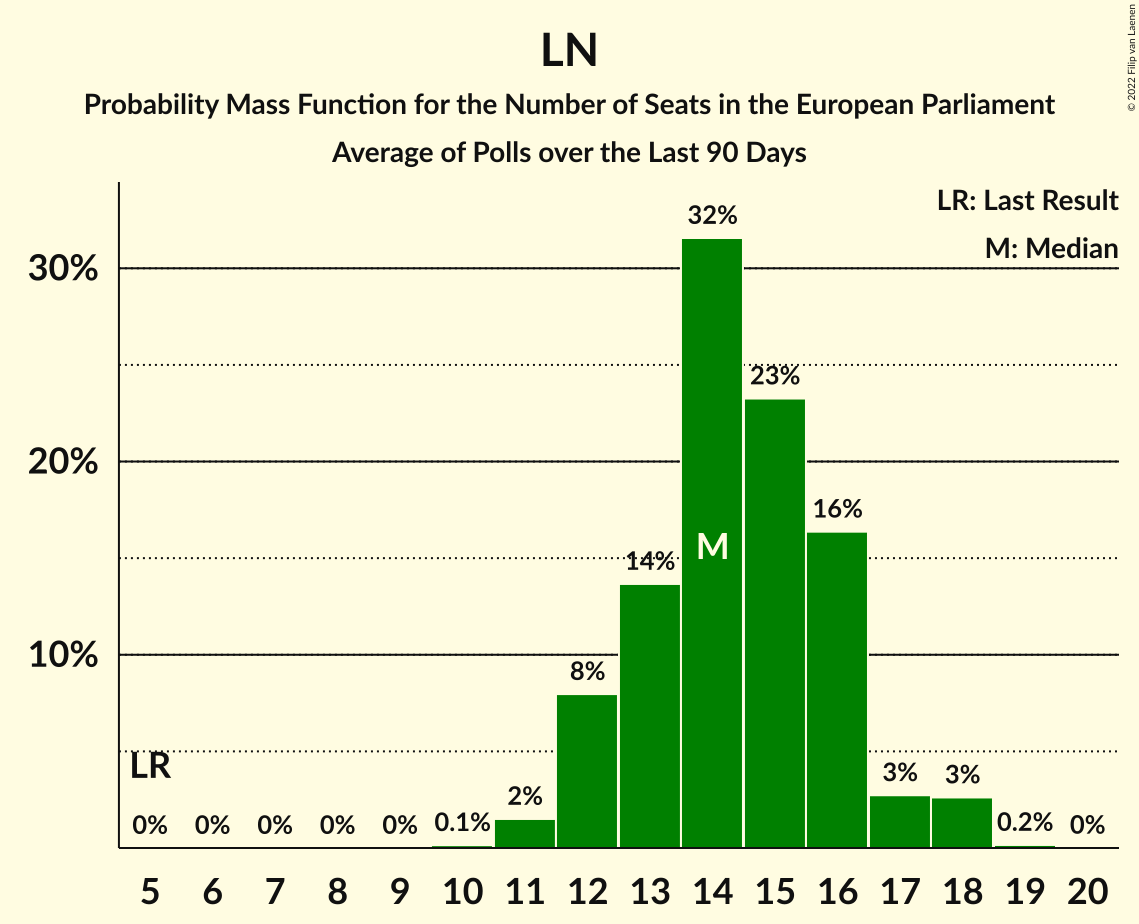 LN
Probability Mass Function for the Number of Seats in the European Parliament
Average of Polls over the Last 90 Days
© 2022 Filip van Laenen
LR: Last Result
M: Median
30%
20%
10%
LR
M
0% 0% 0% 0% 0% 0.1% 2% 8% 14% 32% 23% 16% 3% 3% 0.2% 0%
5 6 7 8 9 10 11 12 13 14 15 16 17 18 19 20